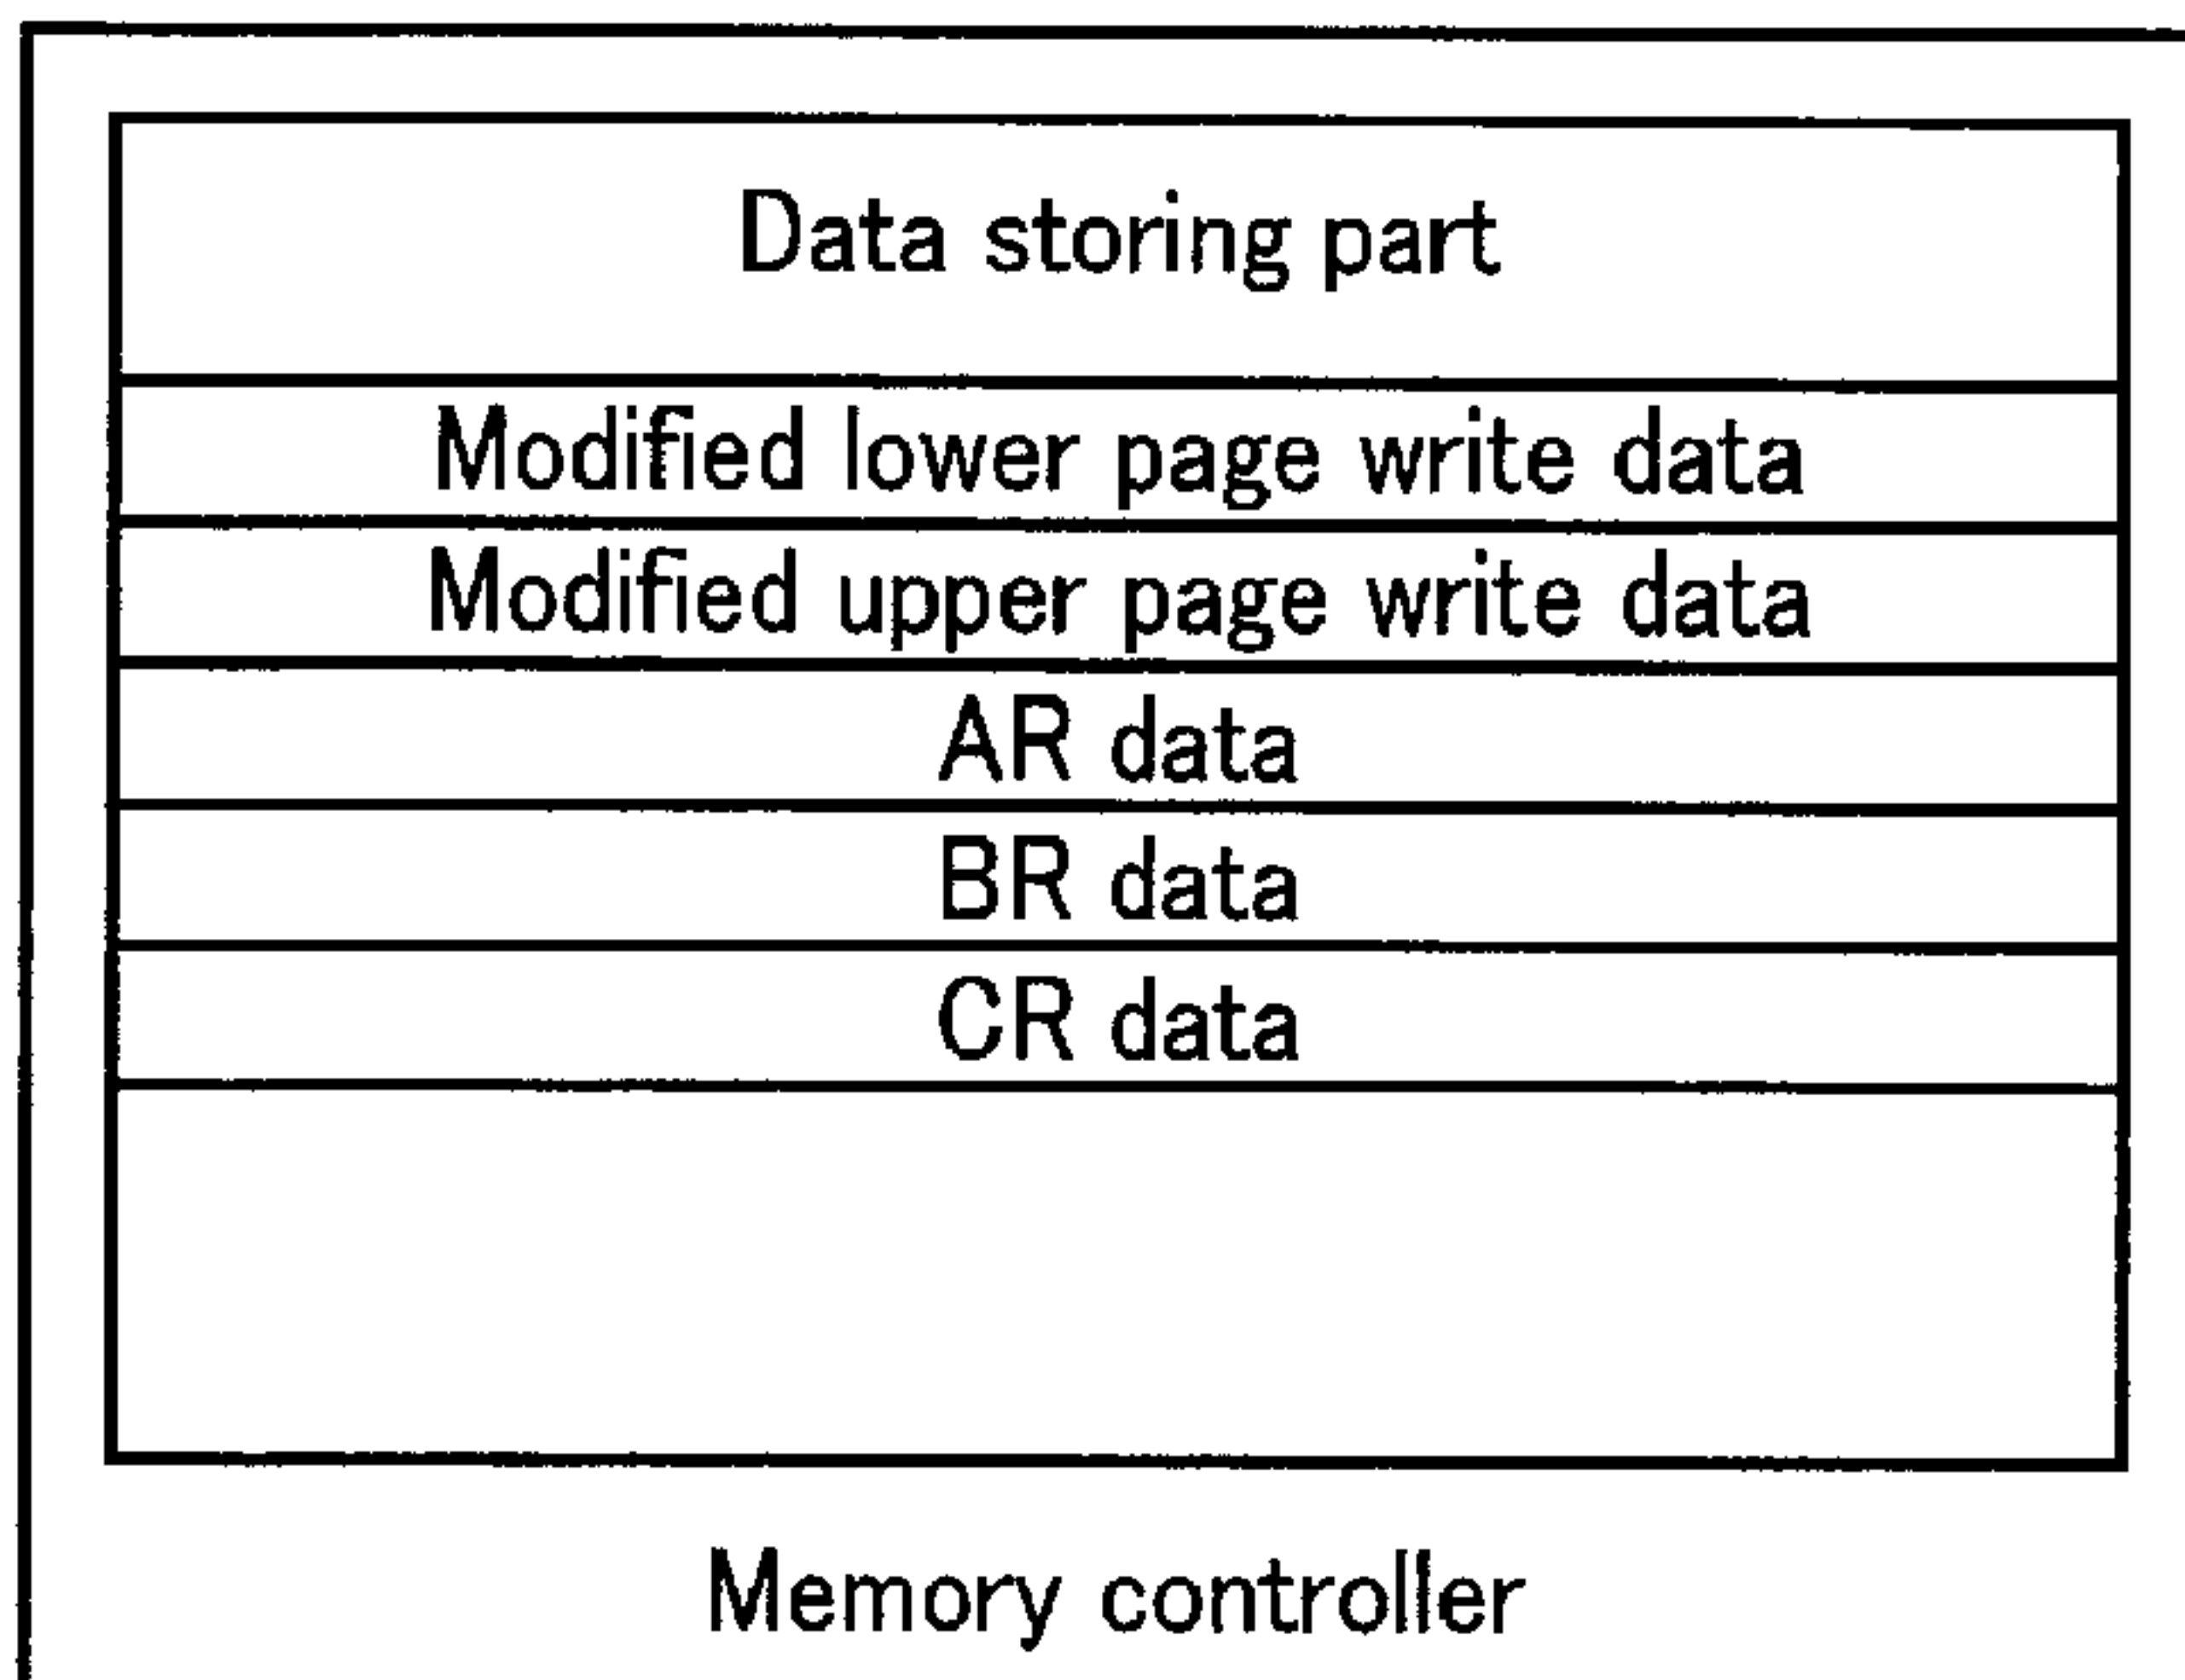 Data storing part
Modified lower page write data
Modified upper page write data
AR data
BR data
CR data
Memory controller